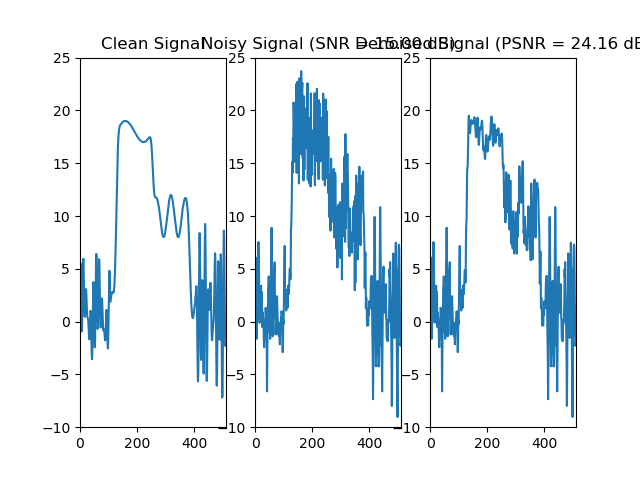 Clean Signal
Noisy Signal (SNR = 15.00 dB)
Denoised Signal (PSNR = 24.16 dB
25 25 25
20 20 20
15 15 15
10 10 10
5 5 5
0 0 0
−5 −5 −5
−10 −10 −10
0 200 400 0 200 400 0 200 400